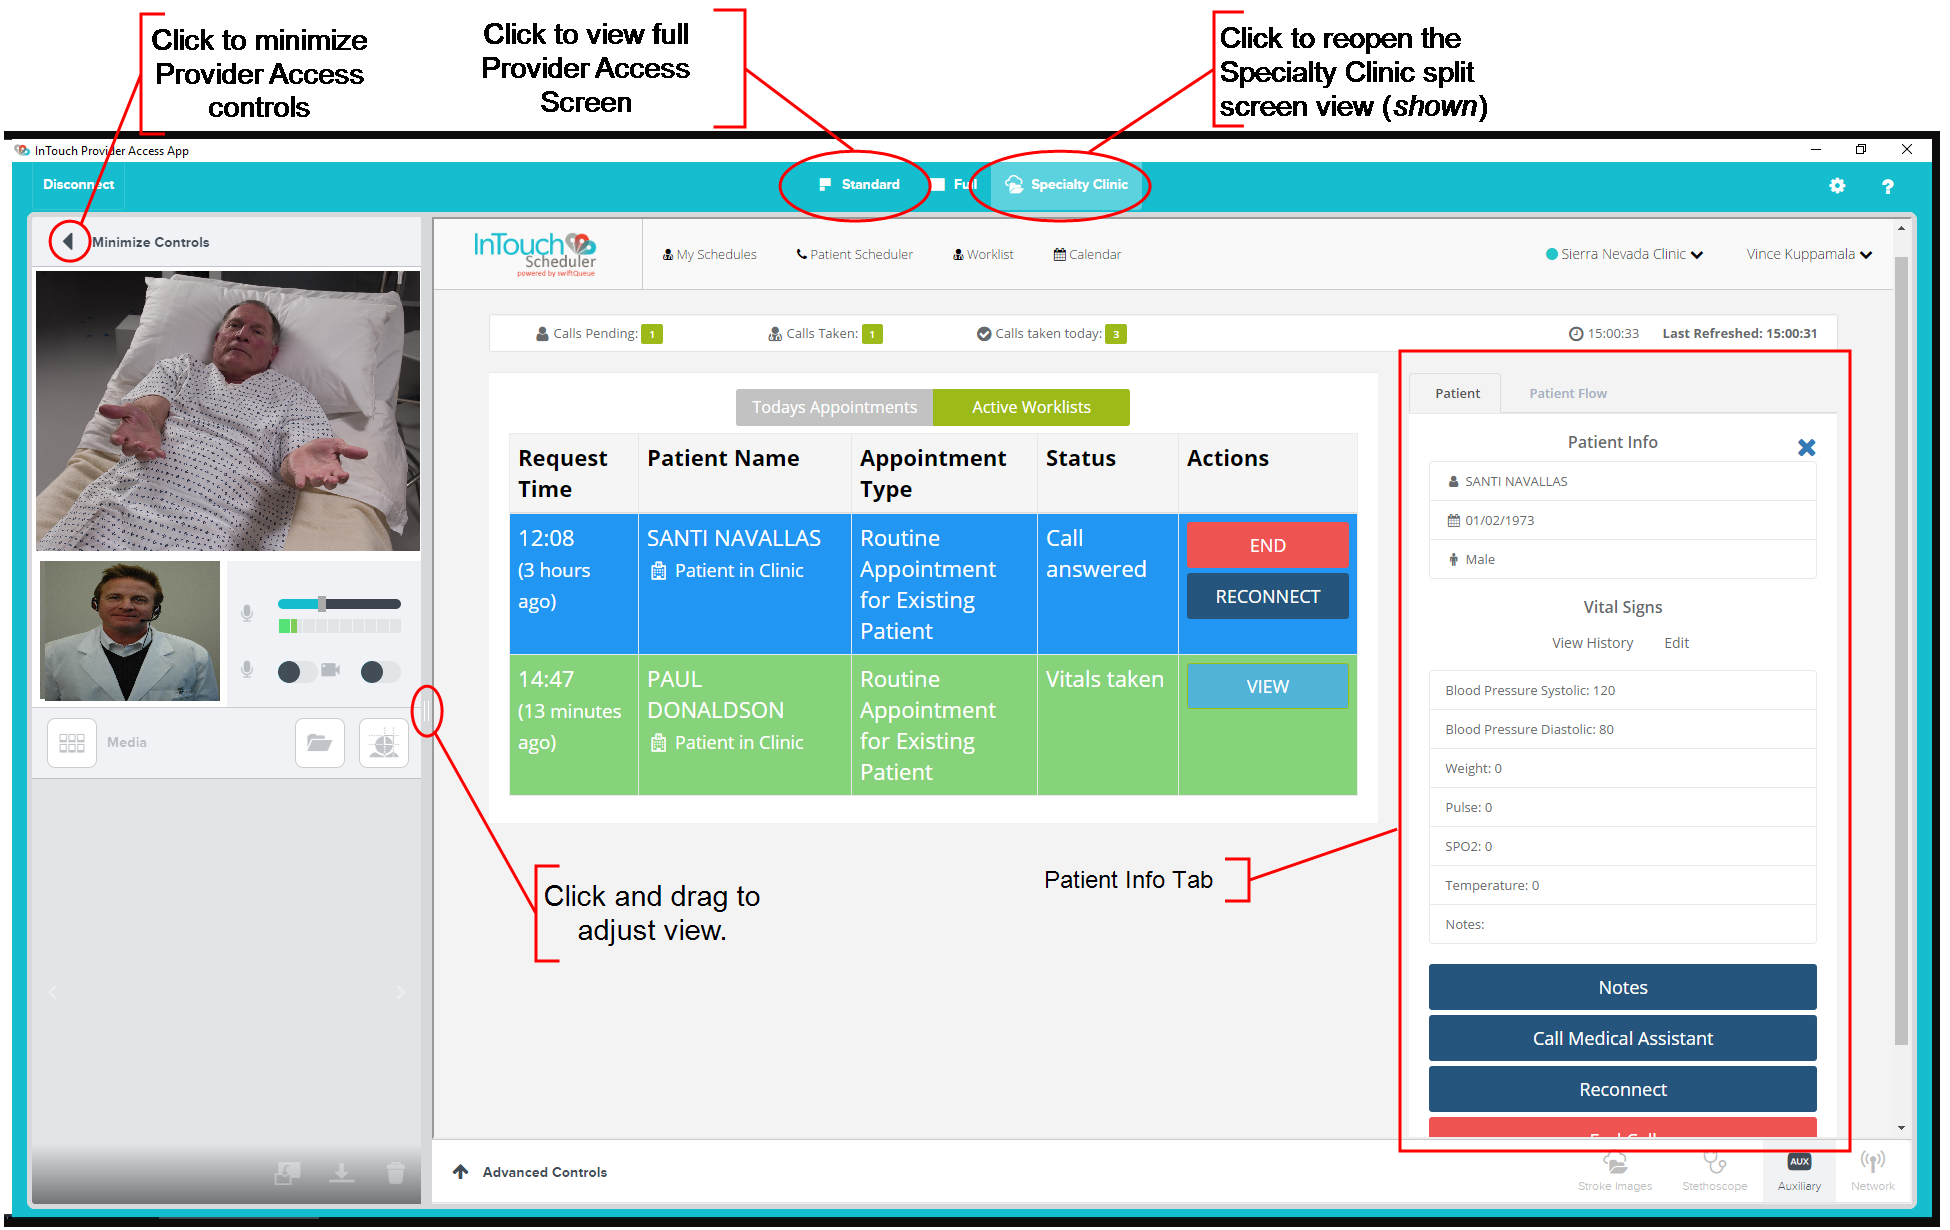 Click to minimize
Provider Access
controls
Click to view full
Provider Access
Screen
Click to reopen the
Specialty Clinic split
screen view (shown)
InTouch Provider Access App
Disconnect
Standard
Full
Specialty Clinic
?
Minimize Controls
InTouch
Scheduler
powered by swiftQueue
My Schedules
Patient Scheduler
Worklist
Calendar
Sierra Nevada Clinic
Vince Kuppamala
Calls Pending: 1
Calls Taken: 1
Calls taken today: 3
15:00:33
Last Refreshed: 15:00:31
Todays Appointments
Active Worklists
Request
Time
Patient Name
Appointment
Type
Status
Actions
12:08
(3 hours
ago)
SANTI NAVALLAS
Patient in Clinic
Routine
Appointment
for Existing
Patient
Call
answered
END
RECONNECT
14:47
(13 minutes
ago)
PAUL
DONALDSON
Patient in Clinic
Routine
Appointment
for Existing
Patient
Vitals taken
VIEW
Patient
Patient Flow
Patient Info
SANTI NAVALLAS
01/02/1973
Male
Vital Signs
View History
Edit
Blood Pressure Systolic: 120
Blood Pressure Diastolic: 80
Weight: 0
Pulse: 0
SPO2: 0
Temperature: 0
Notes:
Notes
Call Medical Assistant
Reconnect
End Call
Media
Click and drag to
adjust view.
Patient Info Tab
Advanced Controls
Stroke Images
Stethoscope
AUX
Auxiliary
Network